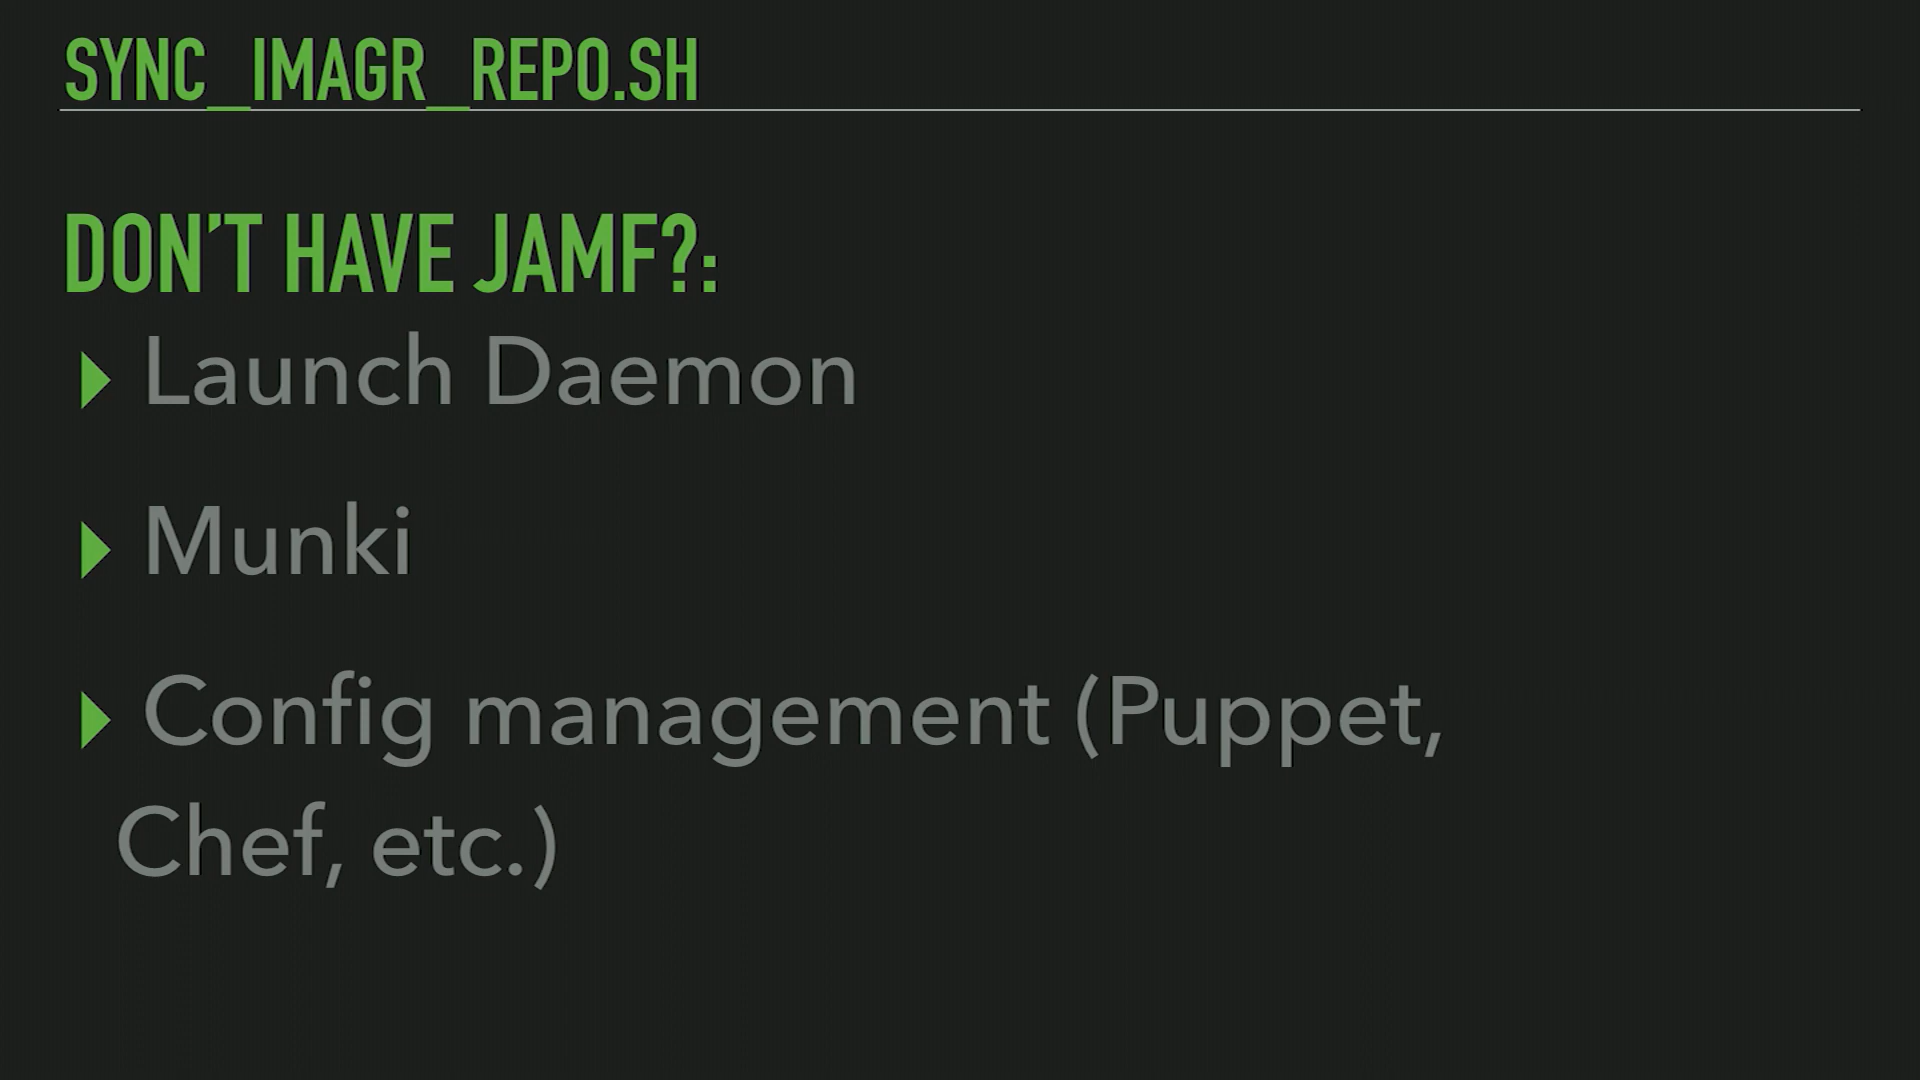 SYNC_IMAGR_REPO.SH
DON’T HAVE JAMF?:
Launch Daemon
Munki
Config management (Puppet,
Chef, etc.)